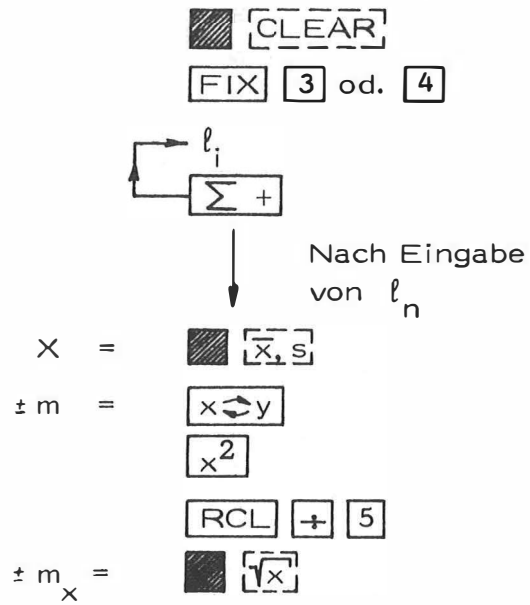 CLEAR
FIX 3 od. 4
ℓi
Σ +
Nach Eingabe
von ℓn
X = x̄, s
± m = x⇄y
x²
RCL ÷ 5
± mx = √x